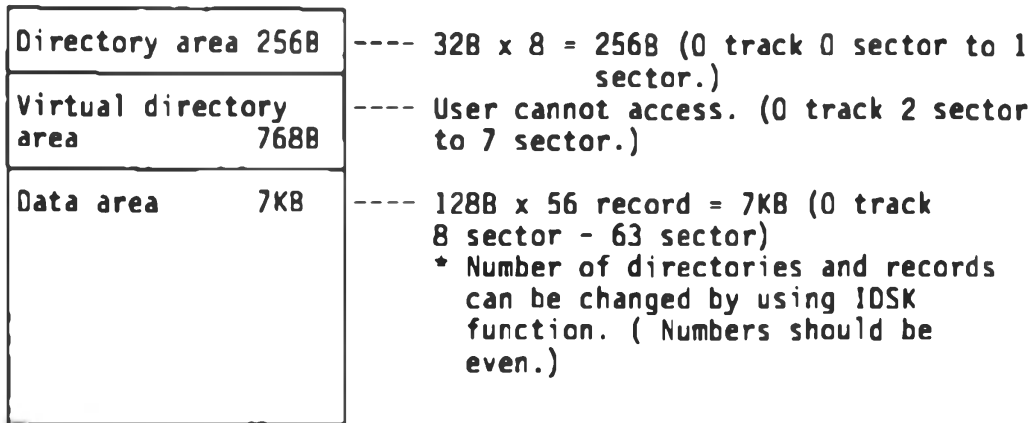 Directory area 256B ---- 32B x 8 = 256B (0 track 0 sector to 1
sector.)
Virtual directory ---- User cannot access. (0 track 2 sector
area 768B to 7 sector.)
Data area 7KB ---- 128B x 56 record = 7KB (0 track
8 sector - 63 sector)
* Number of directories and records
can be changed by using IDSK
function. ( Numbers should be
even.)